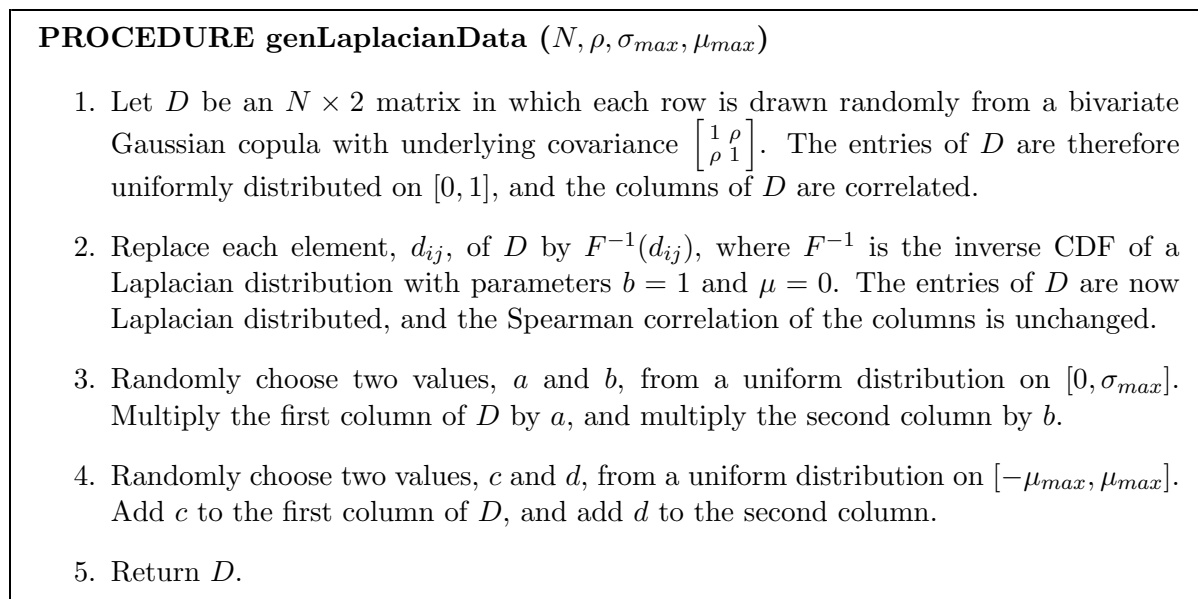 PROCEDURE genLaplacianData (N, ρ, σ_max, μ_max)
1. Let D be an N × 2 matrix in which each row is drawn randomly from a bivariate
Gaussian copula with underlying covariance [1 ρ; ρ 1]. The entries of D are therefore
uniformly distributed on [0, 1], and the columns of D are correlated.
2. Replace each element, d_ij, of D by F⁻¹(d_ij), where F⁻¹ is the inverse CDF of a
Laplacian distribution with parameters b = 1 and μ = 0. The entries of D are now
Laplacian distributed, and the Spearman correlation of the columns is unchanged.
3. Randomly choose two values, a and b, from a uniform distribution on [0, σ_max].
Multiply the first column of D by a, and multiply the second column by b.
4. Randomly choose two values, c and d, from a uniform distribution on [−μ_max, μ_max].
Add c to the first column of D, and add d to the second column.
5. Return D.